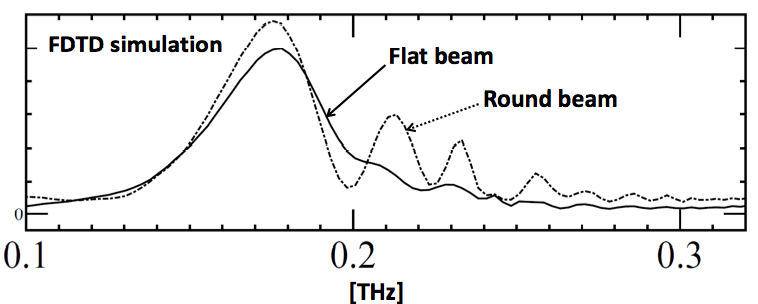 FDTD simulation
Flat beam
Round beam
0
0.1 0.2 0.3
[THz]